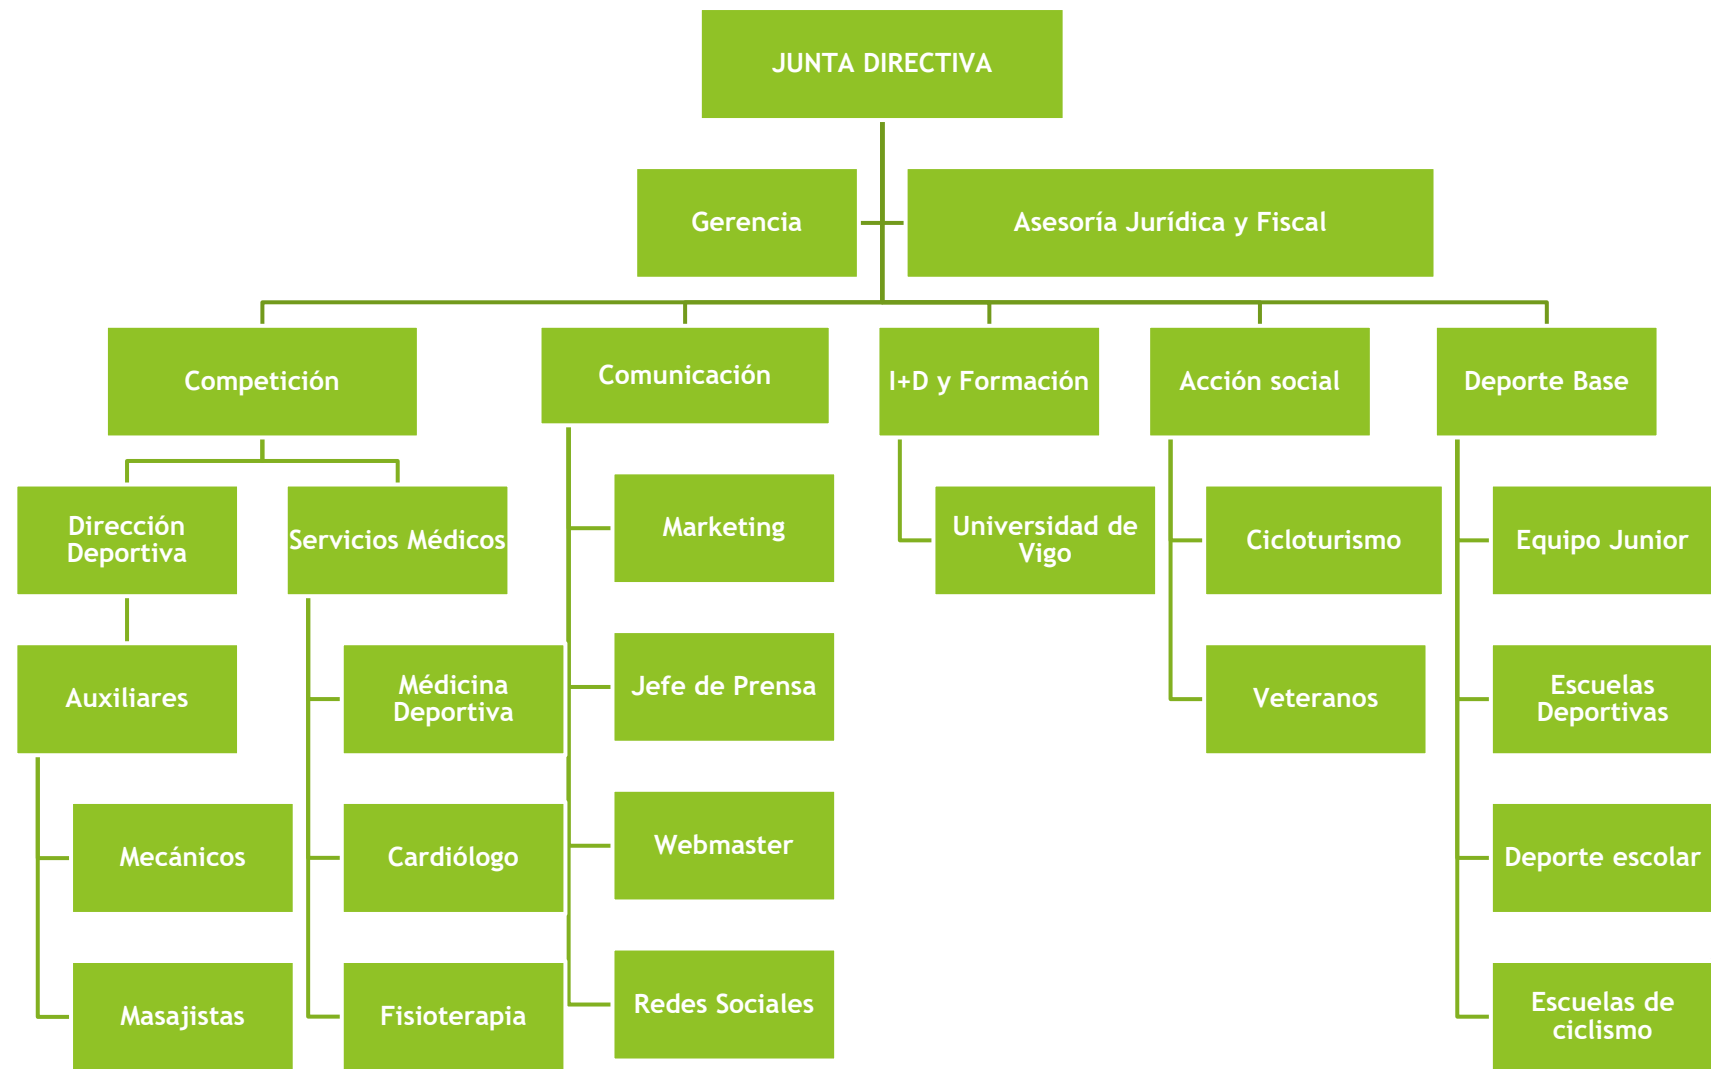 JUNTA DIRECTIVA
Gerencia
Asesoría Jurídica y Fiscal
Competición
Comunicación
I+D y Formación
Acción social
Deporte Base
Dirección
Deportiva
Servicios Médicos
Marketing
Universidad de
Vigo
Cicloturismo
Equipo Junior
Auxiliares
Médicina
Deportiva
Jefe de Prensa
Veteranos
Escuelas
Deportivas
Mecánicos
Cardiólogo
Webmaster
Deporte escolar
Masajistas
Fisioterapia
Redes Sociales
Escuelas de
ciclismo